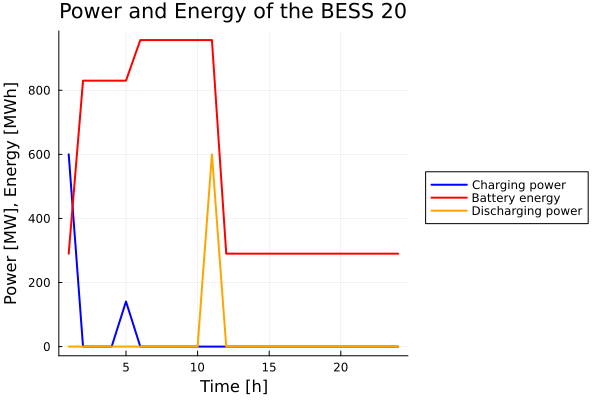 Power and Energy of the BESS 20
Power [MW], Energy [MWh]
800
600
400
200
0
5
10
15
20
Time [h]
Charging power
Battery energy
Discharging power